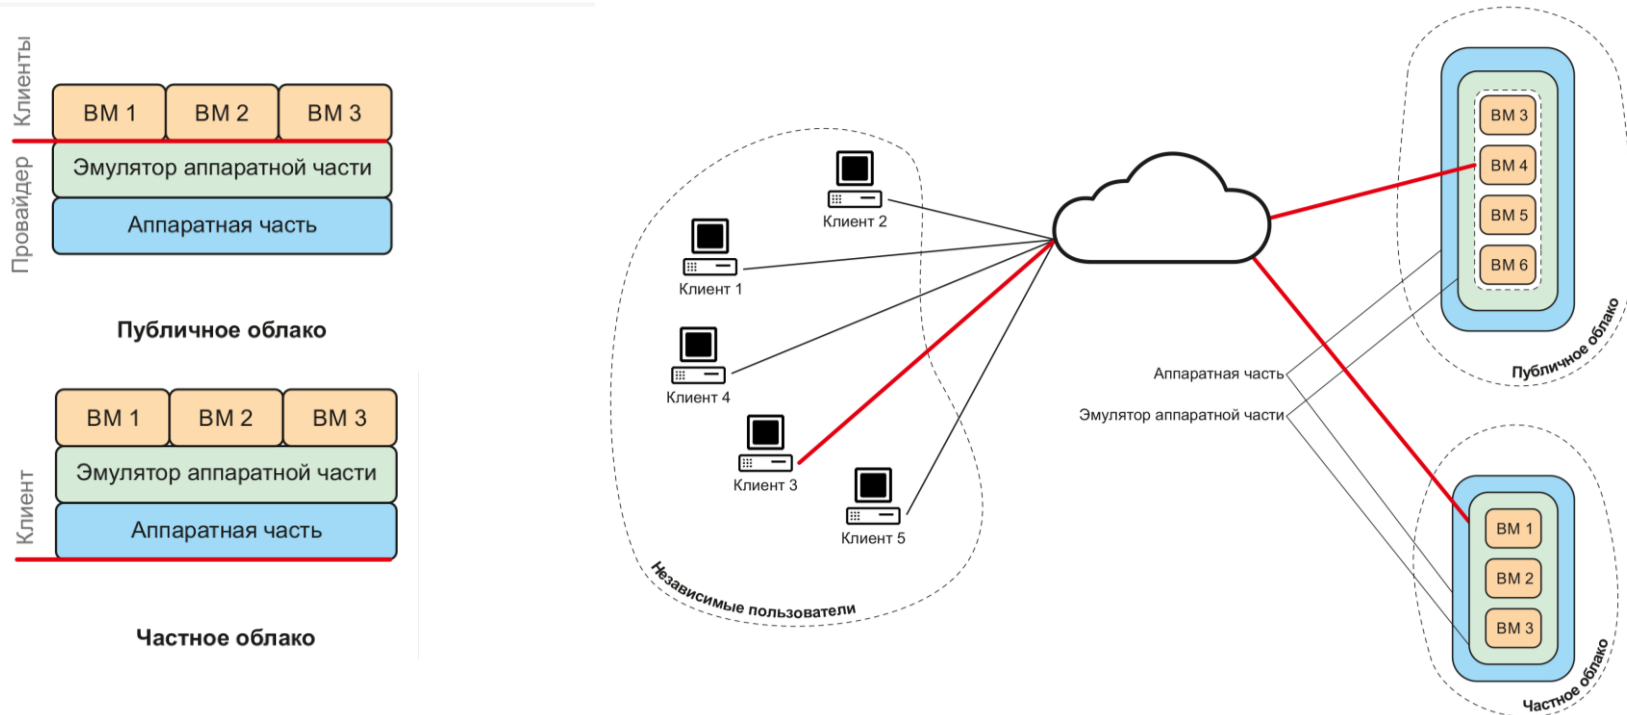 Клиенты
ВМ 1
ВМ 2
ВМ 3
Провайдер
Эмулятор аппаратной части
Аппаратная часть
Публичное облако
ВМ 1
ВМ 2
ВМ 3
Клиент
Эмулятор аппаратной части
Аппаратная часть
Частное облако
Клиент 2
Клиент 1
Клиент 4
Клиент 3
Клиент 5
Независимые пользователи
Аппаратная часть
Эмулятор аппаратной части
ВМ 3
ВМ 4
ВМ 5
ВМ 6
Публичное облако
ВМ 1
ВМ 2
ВМ 3
Частное облако